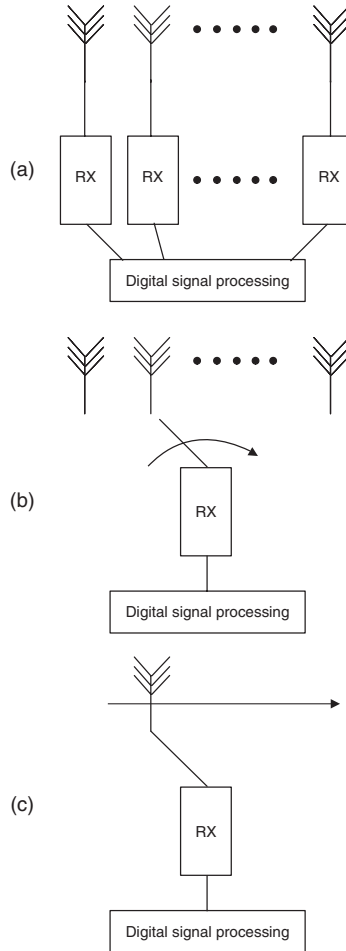 (a)
RX RX RX
Digital signal processing
(b)
RX
Digital signal processing
(c)
RX
Digital signal processing